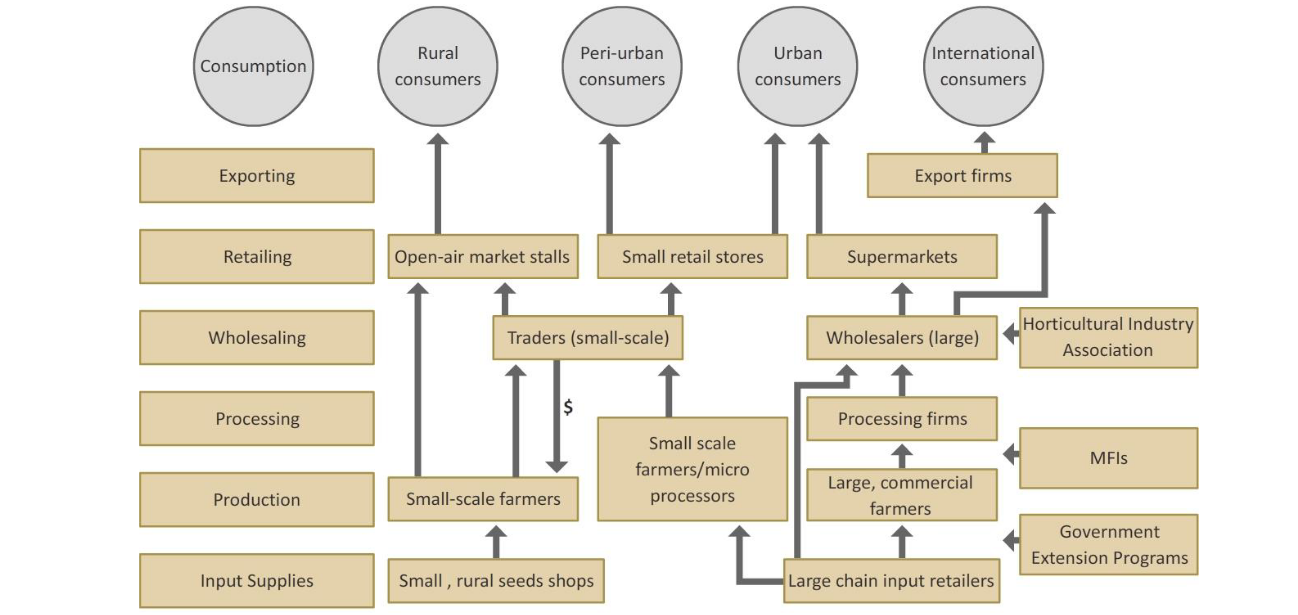 Consumption
Rural
consumers
Peri-urban
consumers
Urban
consumers
International
consumers
Exporting
Export firms
Retailing
Open-air market stalls
Small retail stores
Supermarkets
Wholesaling
Traders (small-scale)
Wholesalers (large)
Horticultural Industry
Association
Processing
$
Small scale
farmers/micro
processors
Processing firms
MFIs
Production
Small-scale farmers
Large, commercial
farmers
Government
Extension Programs
Input Supplies
Small , rural seeds shops
Large chain input retailers